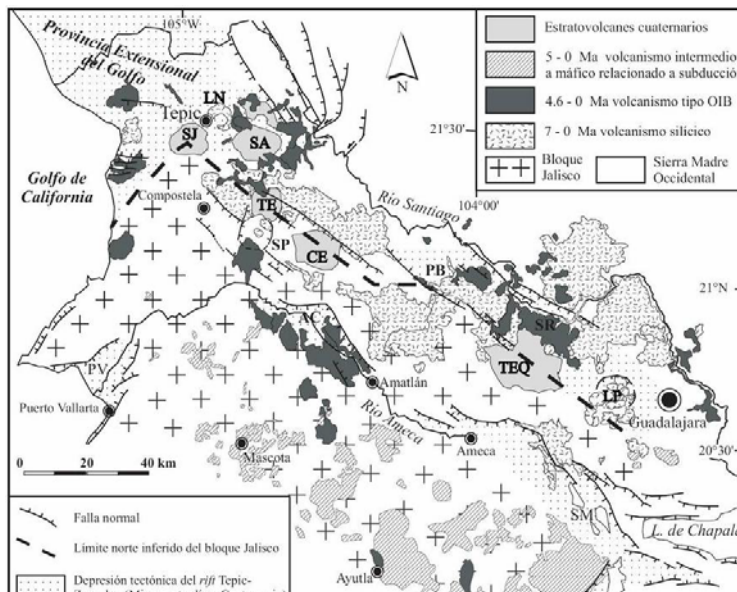 105°W
Provincia Extensional
del Golfo
LN
Tepic
SJ
SA
N
Estratovolcanes cuaternarios
5 - 0 Ma volcanismo intermedio
a máfico relacionado a subducción
4.6 - 0 Ma volcanismo tipo OIB
7 - 0 Ma volcanismo silícico
Bloque
Jalisco
Sierra Madre
Occidental
21°30'
Golfo de
California
Compostela
TE
SP
CE
Río Santiago
104°00'
PB
21°N
SR
AC
TEQ
LP
PV
Amatlán
Puerto Vallarta
Río Ameca
Guadalajara
0 20 40 km
Mascota
Ameca
20°30'
SM
L. de Chapala
Ayutla
Falla normal
Límite norte inferido del bloque Jalisco
Depresión tectónica del rift Tepic-